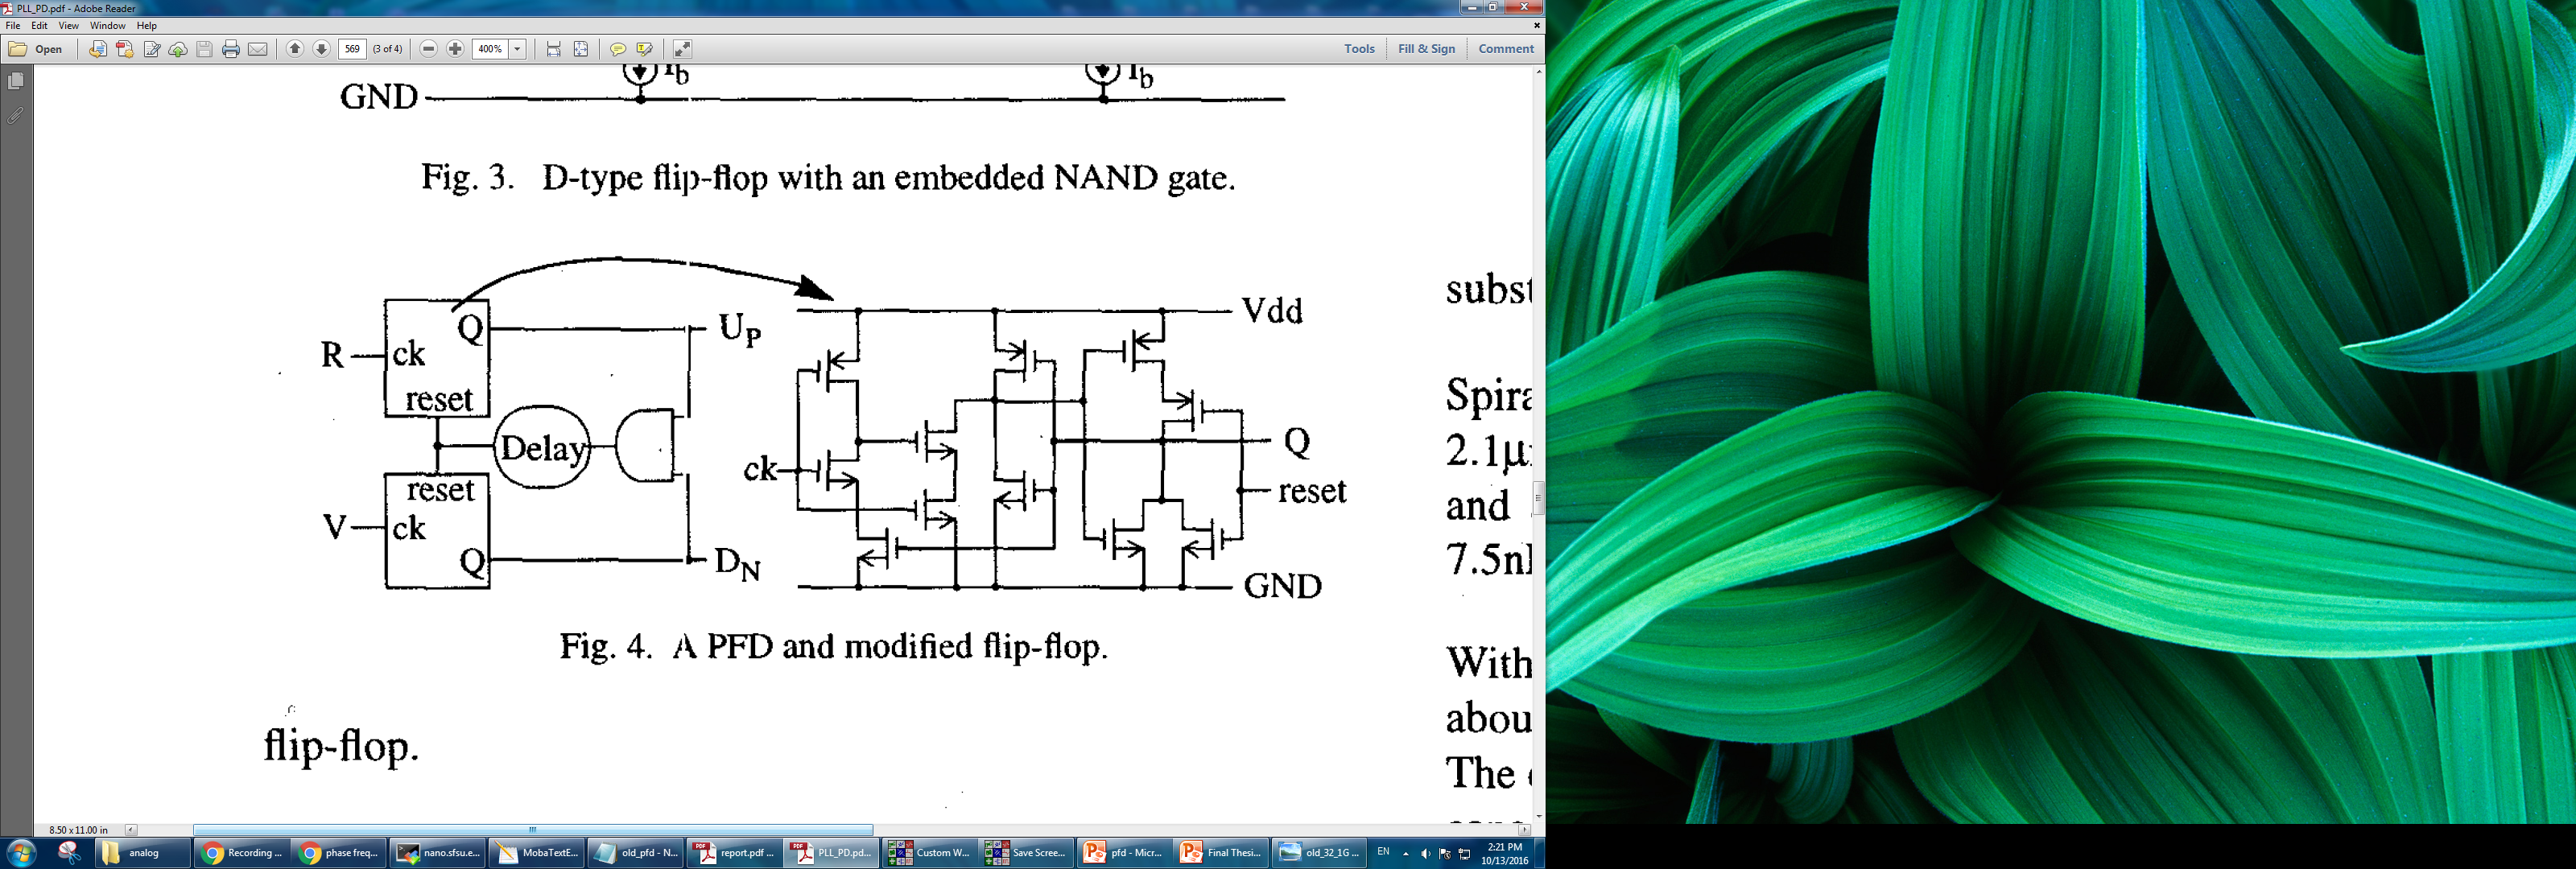 PLL_PD.pdf - Adobe Reader
File Edit View Window Help
Open 569 (3 of 4) 400% Tools Fill & Sign Comment
Ib Ib
GND
Fig. 3. D-type flip-flop with an embedded NAND gate.
Q UP
R ck
reset
Delay
reset
V ck
Q DN
Vdd
Q
ck
reset
GND
Fig. 4. A PFD and modified flip-flop.
flip-flop.
subst
Spira
2.1μ
and
7.5n
With
abou
The
8.50 x 11.00 in
analog
Recording ...
phase freq...
nano.sfsu.e...
MobaTextE...
old_pfd - N...
report.pdf ...
PLL_PD.pd...
Custom W...
Save Scree...
pfd - Micr...
Final Thesi...
old_32_1G ...
EN
2:21 PM
10/13/2016